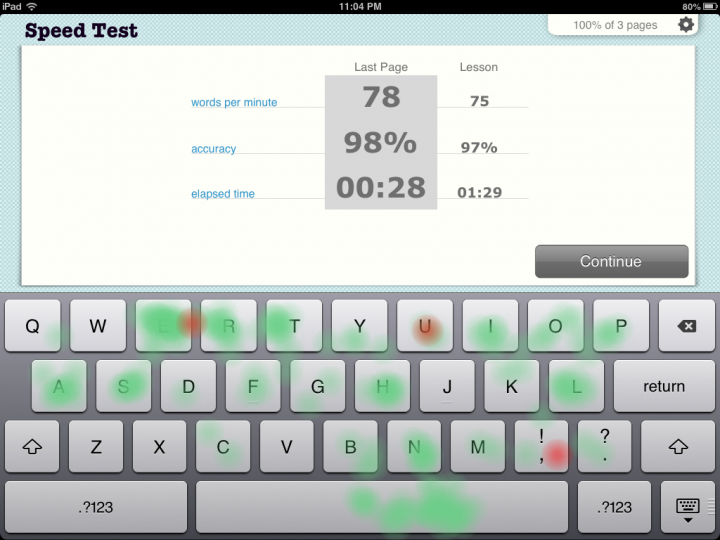 iPad 11:04 PM 80%
Speed Test 100% of 3 pages
Last Page Lesson
words per minute 78 75
accuracy 98% 97%
elapsed time 00:28 01:29
Continue
Q W E R T Y U I O P
A S D F G H J K L return
Z X C V B N M ! , ? .
.?123 .?123